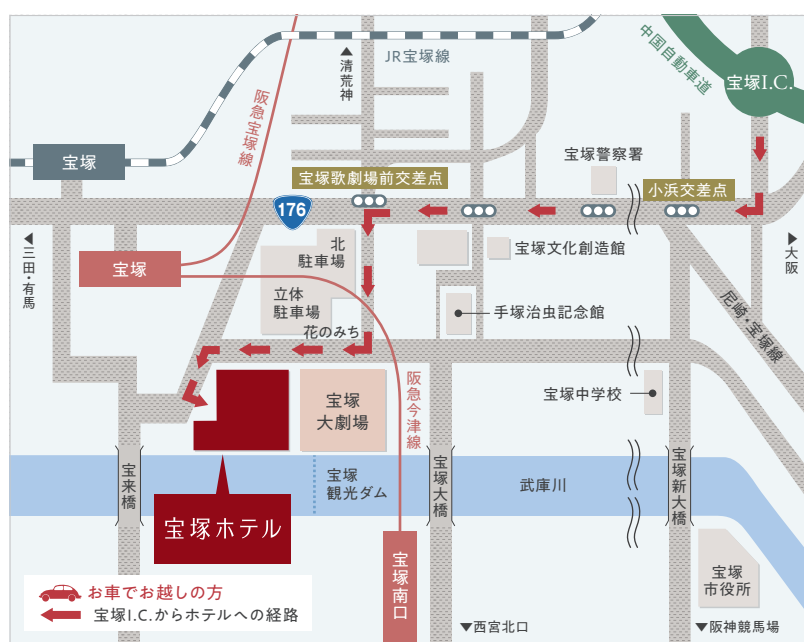 中国自動車道
宝塚I.C.
JR宝塚線
▲清荒神
阪急宝塚線
宝塚
宝塚警察署
宝塚歌劇場前交差点
小浜交差点
176
◀三田・有馬
宝塚
北
駐車場
立体
駐車場
宝塚文化創造館
▶大阪
手塚治虫記念館
尼崎・宝塚線
花のみち
阪急今津線
宝塚
大劇場
宝塚中学校
宝来橋
宝塚
観光ダム
宝塚大橋
武庫川
宝塚新大橋
宝塚ホテル
宝塚南口
宝塚
市役所
お車でお越しの方
宝塚I.C.からホテルへの経路
▼西宮北口
▼阪神競馬場